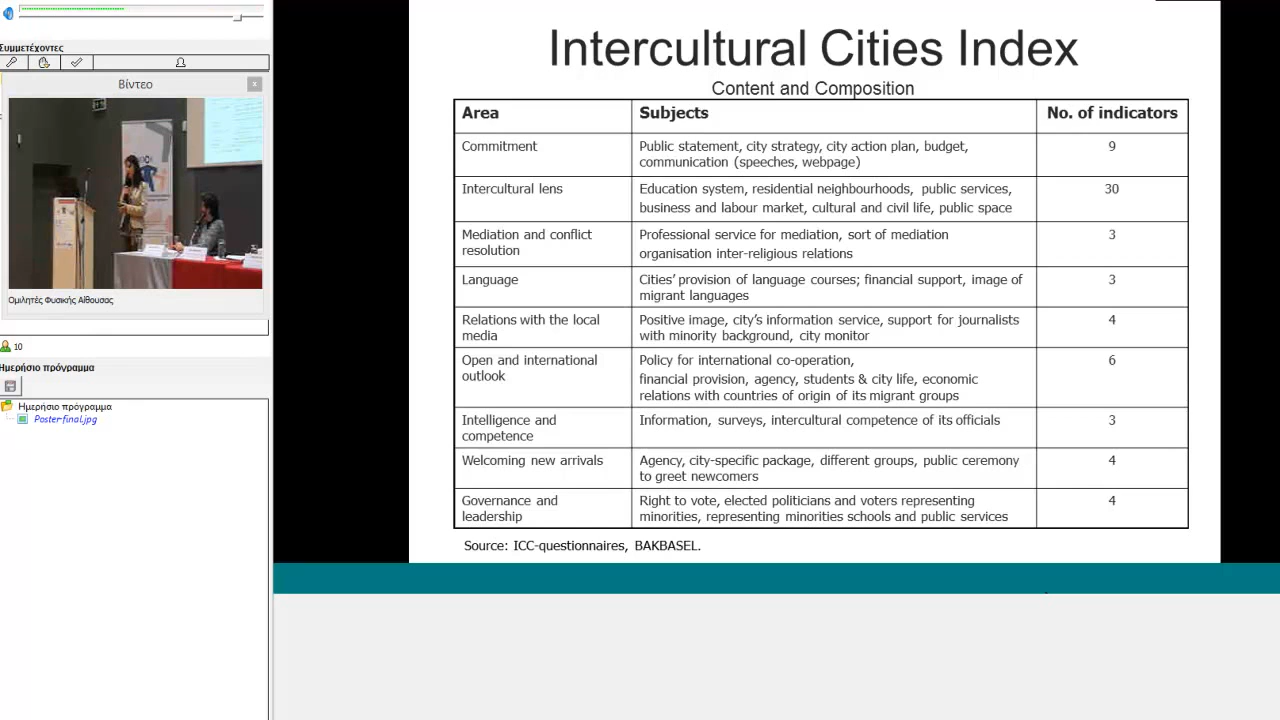 Συμμετέχοντες
Βίντεο
Ομιλητές Φυσικής Αίθουσας
10
Ημερήσιο πρόγραμμα
Ημερήσιο πρόγραμμα
Poster-final.jpg
Intercultural Cities Index
Content and Composition
Area Subjects No. of indicators
Commitment Public statement, city strategy, city action plan, budget, 9
communication (speeches, webpage)
Intercultural lens Education system, residential neighbourhoods, public services, 30
business and labour market, cultural and civil life, public space
Mediation and conflict Professional service for mediation, sort of mediation 3
resolution organisation inter-religious relations
Language Cities’ provision of language courses; financial support, image of 3
migrant languages
Relations with the local Positive image, city’s information service, support for journalists 4
media with minority background, city monitor
Open and international Policy for international co-operation, 6
outlook financial provision, agency, students & city life, economic
relations with countries of origin of its migrant groups
Intelligence and Information, surveys, intercultural competence of its officials 3
competence
Welcoming new arrivals Agency, city-specific package, different groups, public ceremony 4
to greet newcomers
Governance and Right to vote, elected politicians and voters representing 4
leadership minorities, representing minorities schools and public services
Source: ICC-questionnaires, BAKBASEL.